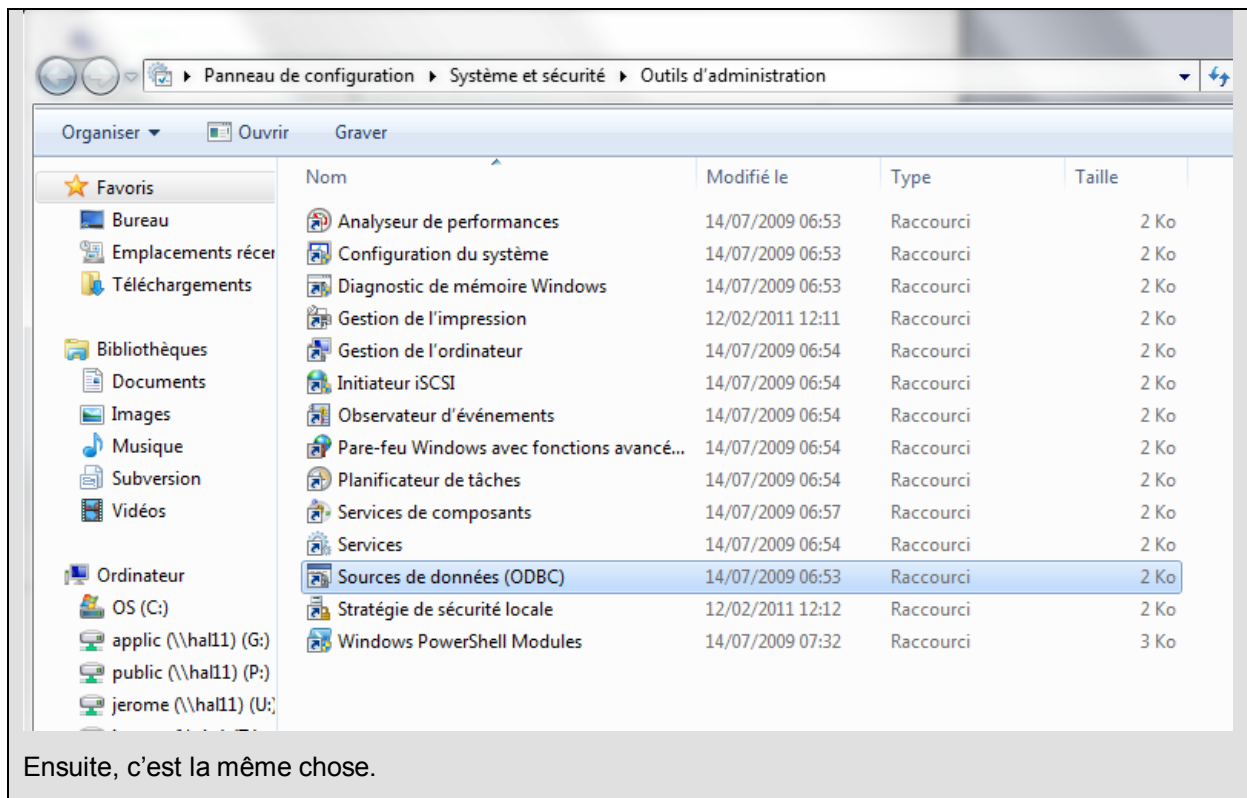 Panneau de configuration ▸ Système et sécurité ▸ Outils d'administration
Organiser ▾ Ouvrir Graver
Favoris
Bureau
Emplacements récer
Téléchargements
Bibliothèques
Documents
Images
Musique
Subversion
Vidéos
Ordinateur
OS (C:)
applic (\\hal11) (G:)
public (\\hal11) (P:)
jerome (\\hal11) (U:)
Nom Modifié le Type Taille
Analyseur de performances 14/07/2009 06:53 Raccourci 2 Ko
Configuration du système 14/07/2009 06:53 Raccourci 2 Ko
Diagnostic de mémoire Windows 14/07/2009 06:53 Raccourci 2 Ko
Gestion de l'impression 12/02/2011 12:11 Raccourci 2 Ko
Gestion de l'ordinateur 14/07/2009 06:54 Raccourci 2 Ko
Initiateur iSCSI 14/07/2009 06:54 Raccourci 2 Ko
Observateur d'événements 14/07/2009 06:54 Raccourci 2 Ko
Pare-feu Windows avec fonctions avancé... 14/07/2009 06:54 Raccourci 2 Ko
Planificateur de tâches 14/07/2009 06:54 Raccourci 2 Ko
Services de composants 14/07/2009 06:57 Raccourci 2 Ko
Services 14/07/2009 06:54 Raccourci 2 Ko
Sources de données (ODBC) 14/07/2009 06:53 Raccourci 2 Ko
Stratégie de sécurité locale 12/02/2011 12:12 Raccourci 2 Ko
Windows PowerShell Modules 14/07/2009 07:32 Raccourci 3 Ko
Ensuite, c'est la même chose.